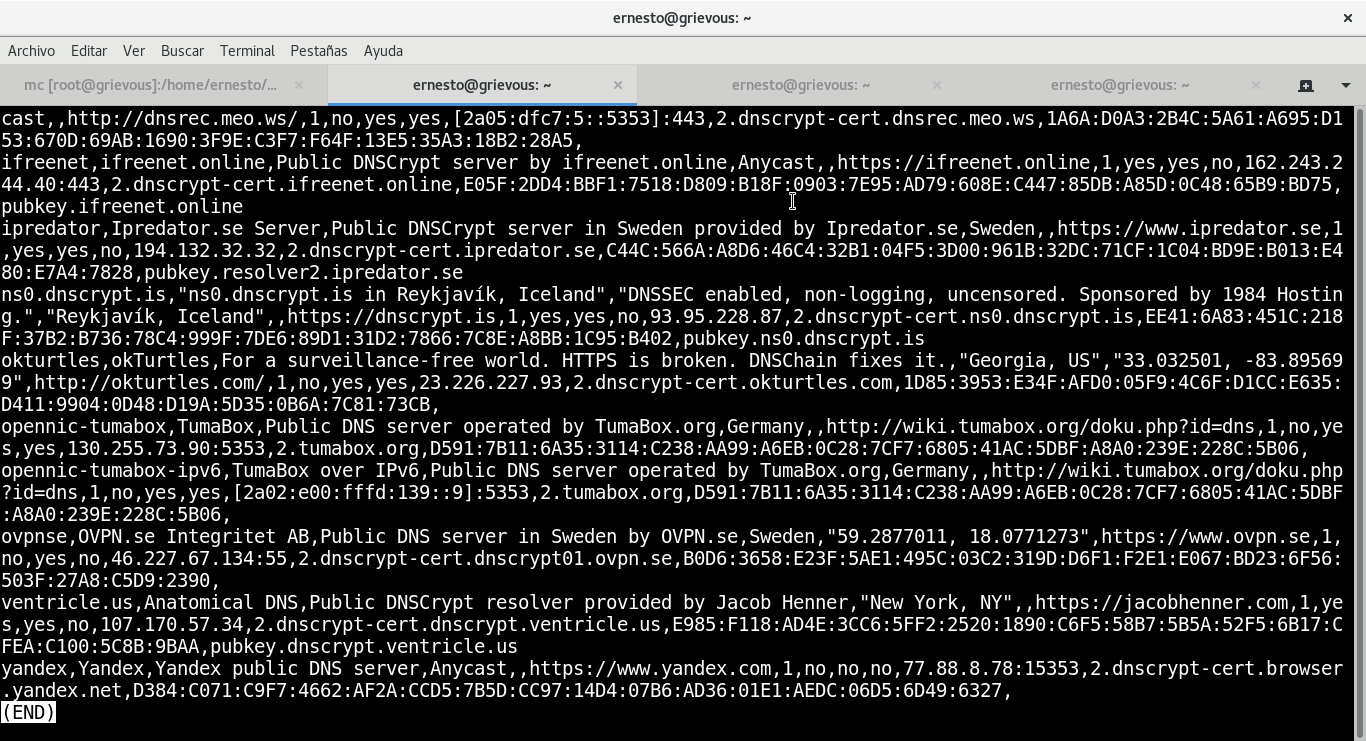 ernesto@grievous: ~
Archivo Editar Ver Buscar Terminal Pestañas Ayuda
mc [root@grievous]:/home/ernesto/... ernesto@grievous: ~ ernesto@grievous: ~ ernesto@grievous: ~
cast,,http://dnsrec.meo.ws/,1,no,yes,yes,[2a05:dfc7:5::5353]:443,2.dnscrypt-cert.dnsrec.meo.ws,1A6A:D0A3:2B4C:5A61:A695:D1
53:670D:69AB:1690:3F9E:C3F7:F64F:13E5:35A3:18B2:28A5,
ifreenet,ifreenet.online,Public DNSCrypt server by ifreenet.online,Anycast,,https://ifreenet.online,1,yes,yes,no,162.243.2
44.40:443,2.dnscrypt-cert.ifreenet.online,E05F:2DD4:BBF1:7518:D809:B18F:0903:7E95:AD79:608E:C447:85DB:A85D:0C48:65B9:BD75,
pubkey.ifreenet.online
ipredator,Ipredator.se Server,Public DNSCrypt server in Sweden provided by Ipredator.se,Sweden,,https://www.ipredator.se,1
,yes,yes,no,194.132.32.32,2.dnscrypt-cert.ipredator.se,C44C:566A:A8D6:46C4:32B1:04F5:3D00:961B:32DC:71CF:1C04:BD9E:B013:E4
80:E7A4:7828,pubkey.resolver2.ipredator.se
ns0.dnscrypt.is,"ns0.dnscrypt.is in Reykjavík, Iceland","DNSSEC enabled, non-logging, uncensored. Sponsored by 1984 Hostin
g.","Reykjavík, Iceland",,https://dnscrypt.is,1,yes,yes,no,93.95.228.87,2.dnscrypt-cert.ns0.dnscrypt.is,EE41:6A83:451C:218
F:37B2:B736:78C4:999F:7DE6:89D1:31D2:7866:7C8E:A8BB:1C95:B402,pubkey.ns0.dnscrypt.is
okturtles,okTurtles,For a surveillance-free world. HTTPS is broken. DNSChain fixes it.,"Georgia, US","33.032501, -83.89569
9",http://okturtles.com/,1,no,yes,yes,23.226.227.93,2.dnscrypt-cert.okturtles.com,1D85:3953:E34F:AFD0:05F9:4C6F:D1CC:E635:
D411:9904:0D48:D19A:5D35:0B6A:7C81:73CB,
opennic-tumabox,TumaBox,Public DNS server operated by TumaBox.org,Germany,,http://wiki.tumabox.org/doku.php?id=dns,1,no,ye
s,yes,130.255.73.90:5353,2.tumabox.org,D591:7B11:6A35:3114:C238:AA99:A6EB:0C28:7CF7:6805:41AC:5DBF:A8A0:239E:228C:5B06,
opennic-tumabox-ipv6,TumaBox over IPv6,Public DNS server operated by TumaBox.org,Germany,,http://wiki.tumabox.org/doku.php
?id=dns,1,no,yes,yes,[2a02:e00:fffd:139::9]:5353,2.tumabox.org,D591:7B11:6A35:3114:C238:AA99:A6EB:0C28:7CF7:6805:41AC:5DBF
:A8A0:239E:228C:5B06,
ovpnse,OVPN.se Integritet AB,Public DNS server in Sweden by OVPN.se,Sweden,"59.2877011, 18.0771273",https://www.ovpn.se,1,
no,yes,no,46.227.67.134:55,2.dnscrypt-cert.dnscrypt01.ovpn.se,B0D6:3658:E23F:5AE1:495C:03C2:319D:D6F1:F2E1:E067:BD23:6F56:
503F:27A8:C5D9:2390,
ventricle.us,Anatomical DNS,Public DNSCrypt resolver provided by Jacob Henner,"New York, NY",,https://jacobhenner.com,1,ye
s,yes,no,107.170.57.34,2.dnscrypt-cert.dnscrypt.ventricle.us,E985:F118:AD4E:3CC6:5FF2:2520:1890:C6F5:58B7:5B5A:52F5:6B17:C
FEA:C100:5C8B:9BAA,pubkey.dnscrypt.ventricle.us
yandex,Yandex,Yandex public DNS server,Anycast,,https://www.yandex.com,1,no,no,no,77.88.8.78:15353,2.dnscrypt-cert.browser
.yandex.net,D384:C071:C9F7:4662:AF2A:CCD5:7B5D:CC97:14D4:07B6:AD36:01E1:AEDC:06D5:6D49:6327,
(END)